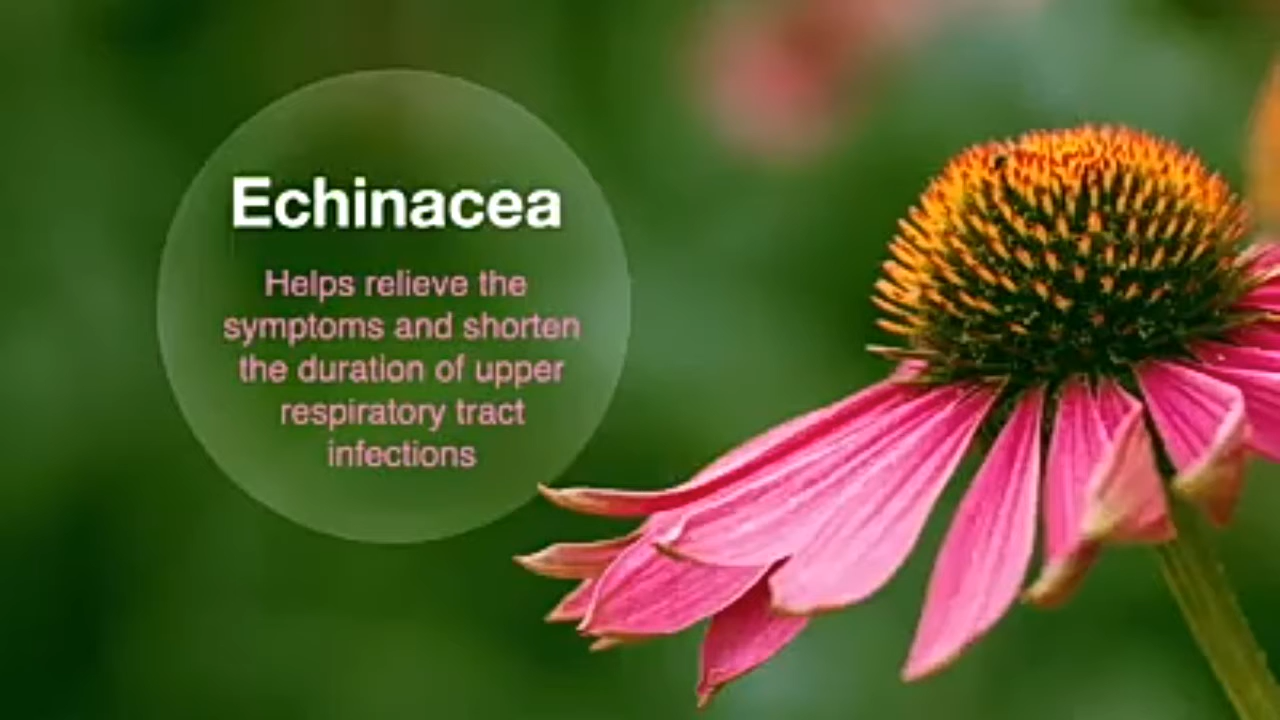 Echinacea
Helps relieve the
symptoms and shorten
the duration of upper
respiratory tract
infections